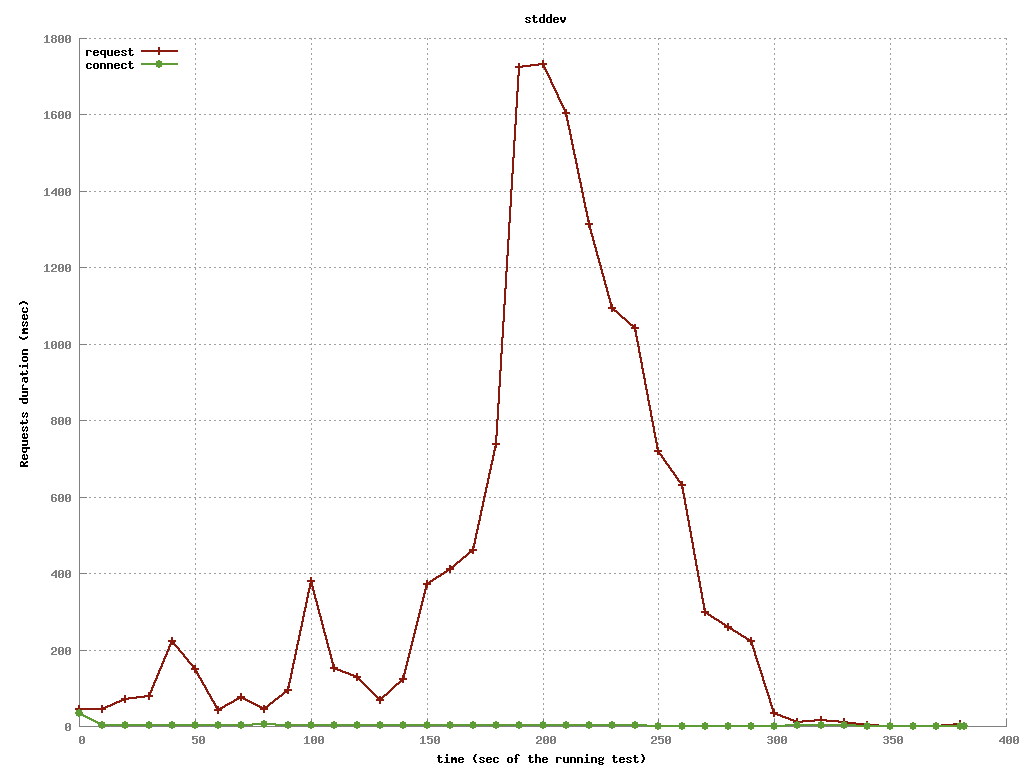 stddev
1800
request
connect
1600
1400
1200
1000
Requests duration (msec)
800
600
400
200
0
0 50 100 150 200 250 300 350 400
time (sec of the running test)